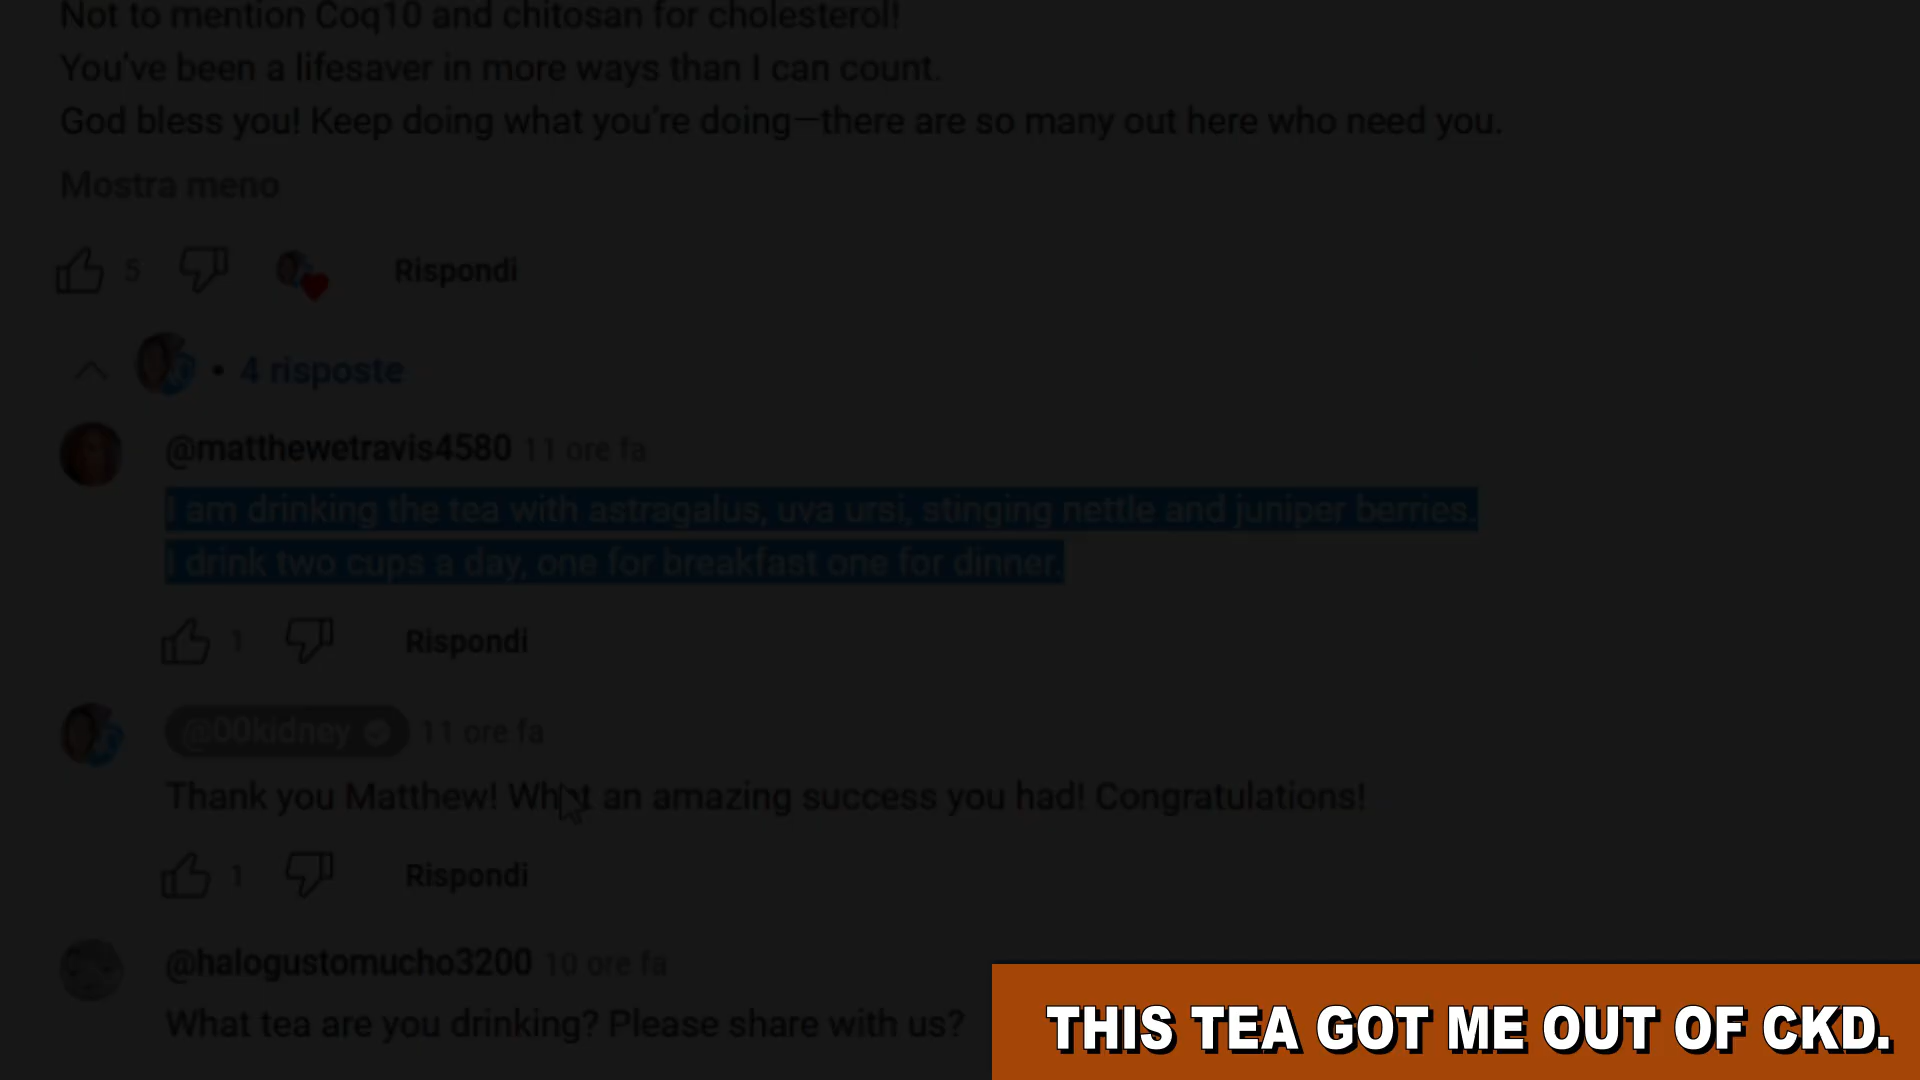 Not to mention Coq10 and chitosan for cholesterol!
You've been a lifesaver in more ways than I can count.
God bless you! Keep doing what you're doing—there are so many out here who need you.
Mostra meno
5 Rispondi
• 4 risposte
@matthewetravis4580 11 ore fa
I am drinking the tea with astragalus, uva ursi, stinging nettle and juniper berries.
I drink two cups a day, one for breakfast one for dinner.
1 Rispondi
@00kidney 11 ore fa
Thank you Matthew! What an amazing success you had! Congratulations!
1 Rispondi
@halogustomucho3200 10 ore fa
What tea are you drinking? Please share with us?
THIS TEA GOT ME OUT OF CKD.